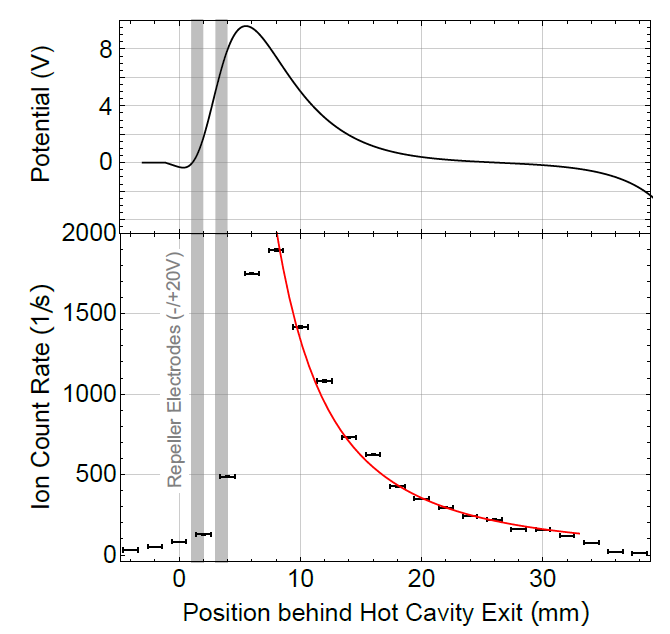 Potential (V)
8
4
0
Ion Count Rate (1/s)
2000
1500
1000
500
0
Repeller Electrodes (-/+20V)
0 10 20 30
Position behind Hot Cavity Exit (mm)